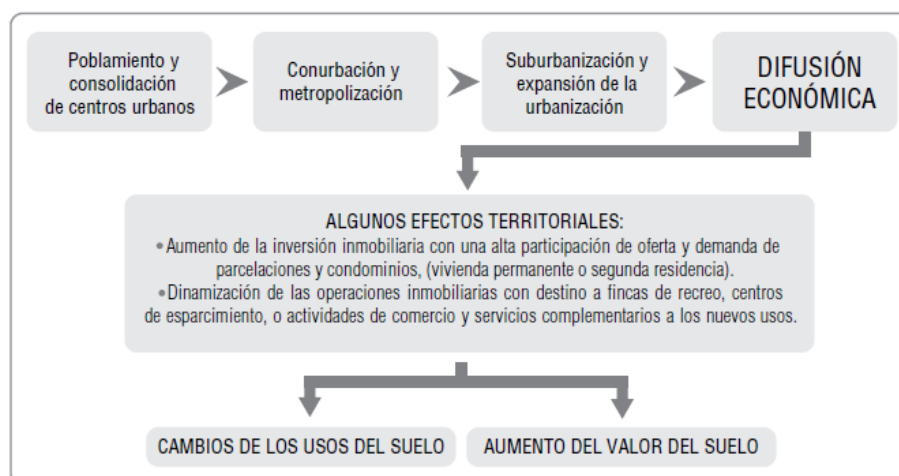 Poblamiento y
consolidación
de centros urbanos
Conurbación y
metropolización
Suburbanización y
expansión de la
urbanización
DIFUSIÓN
ECONÓMICA
ALGUNOS EFECTOS TERRITORIALES:
•Aumento de la inversión inmobiliaria con una alta participación de oferta y demanda de
parcelaciones y condominios, (vivienda permanente o segunda residencia).
•Dinamización de las operaciones inmobiliarias con destino a fincas de recreo, centros
de esparcimiento, o actividades de comercio y servicios complementarios a los nuevos usos.
CAMBIOS DE LOS USOS DEL SUELO
AUMENTO DEL VALOR DEL SUELO